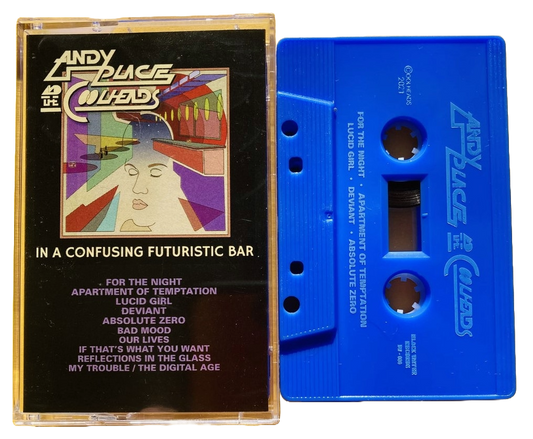 ANDY
PLACE
& THE
COOLHEADS
IN A CONFUSING FUTURISTIC BAR
FOR THE NIGHT
APARTMENT OF TEMPTATION
LUCID GIRL
DEVIANT
ABSOLUTE ZERO
BAD MOOD
OUR LIVES
IF THAT'S WHAT YOU WANT
REFLECTIONS IN THE GLASS
MY TROUBLE / THE DIGITAL AGE
©COOLHEADS
2021
ANDY
PLACE
& THE
COOLHEADS
FOR THE NIGHT • APARTMENT OF TEMPTATION
LUCID GIRL • DEVIANT • ABSOLUTE ZERO